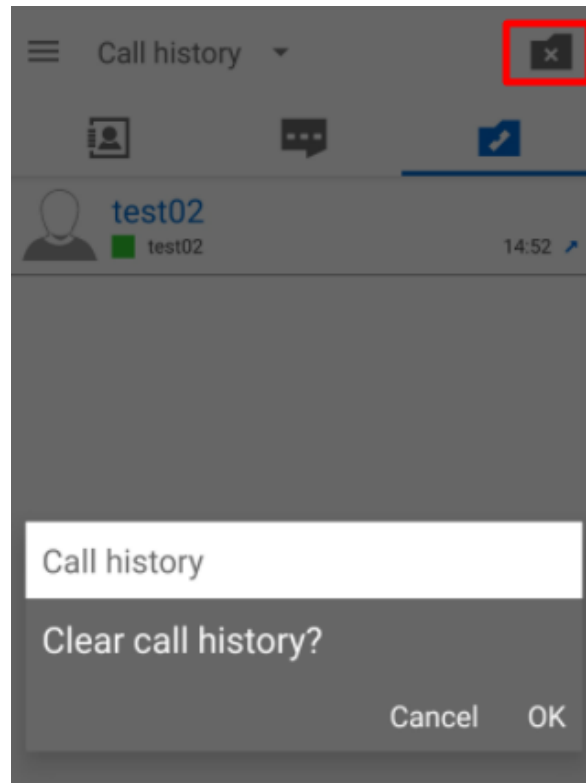 Call history
test02
test02 14:52
Call history
Clear call history?
Cancel OK